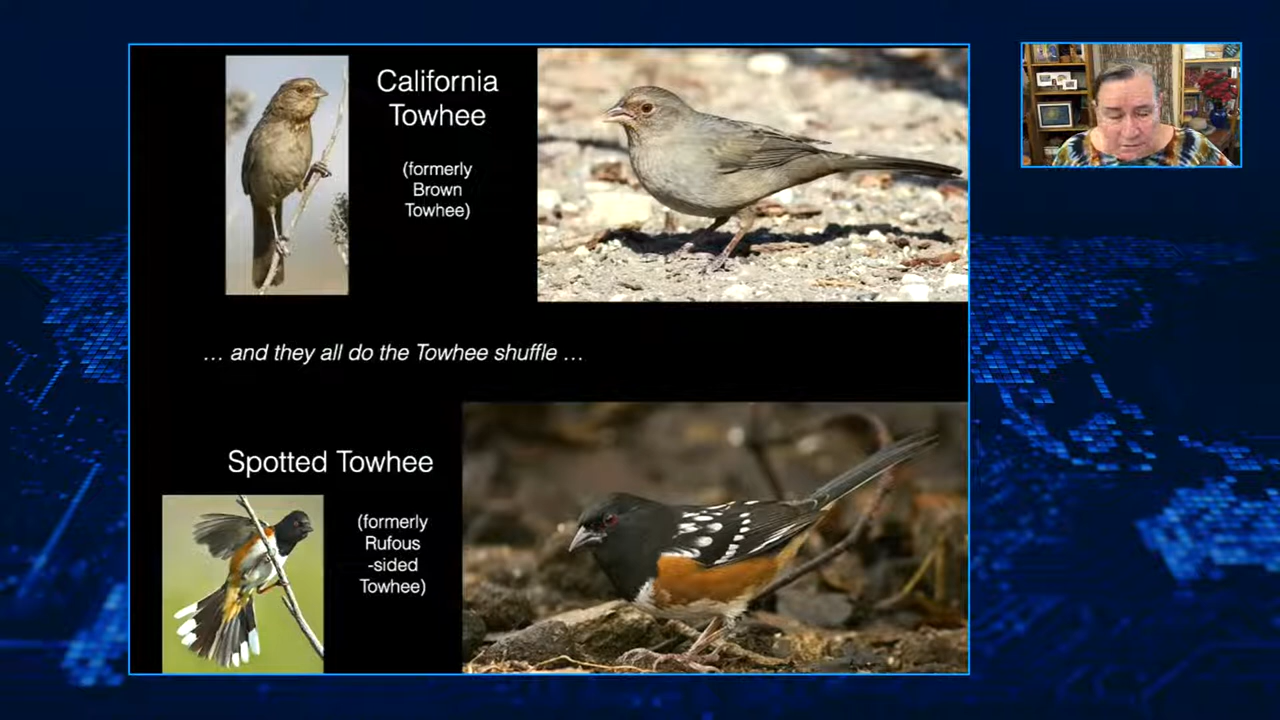 California
Towhee
(formerly
Brown
Towhee)
… and they all do the Towhee shuffle …
Spotted Towhee
(formerly
Rufous
-sided
Towhee)